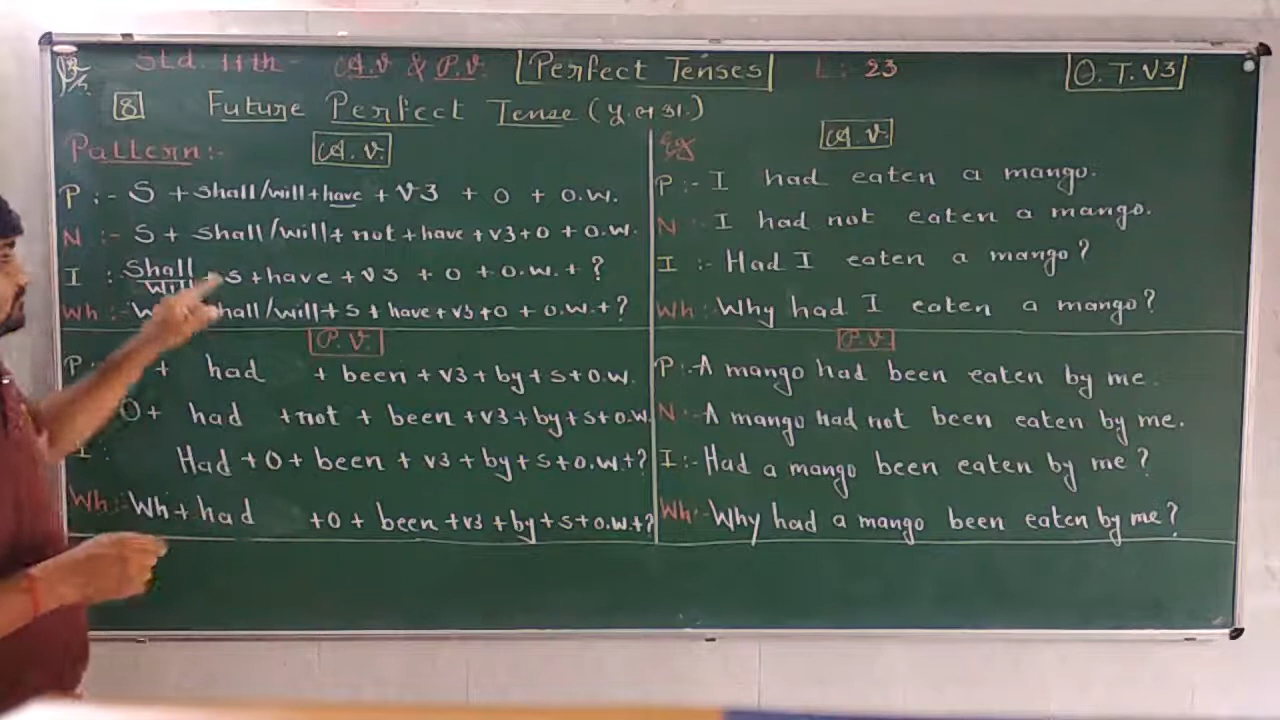 Std. 11th - A.V & P.V. Perfect Tenses L: 23 O.T.V3
8 Future Perfect Tense
Pattern:- A.V.
P :- S + shall/will + have + V3 + O + O.W.
N :- S + shall/will + not + have + V3 + O + O.W.
I : Shall
Will + S + have + V3 + O + O.W. + ?
Wh :- hall/will + S + have + V3 + O + O.W. + ?
P.V.
P: + had + been + V3 + by + S + O.W.
O + had + not + been + V3 + by + S + O.W.
I : Had + O + been + V3 + by + S + O.W + ?
Wh :- Wh + had + O + been + V3 + by + S + O.W + ?
Ex A.V.
P :- I had eaten a mango.
N I had not eaten a mango.
I :- Had I eaten a mango?
Wh: Why had I eaten a mango?
P.V.
P :- A mango had been eaten by me.
N :- A mango had not been eaten by me.
I :- Had a mango been eaten by me?
Wh :- Why had a mango been eaten by me?